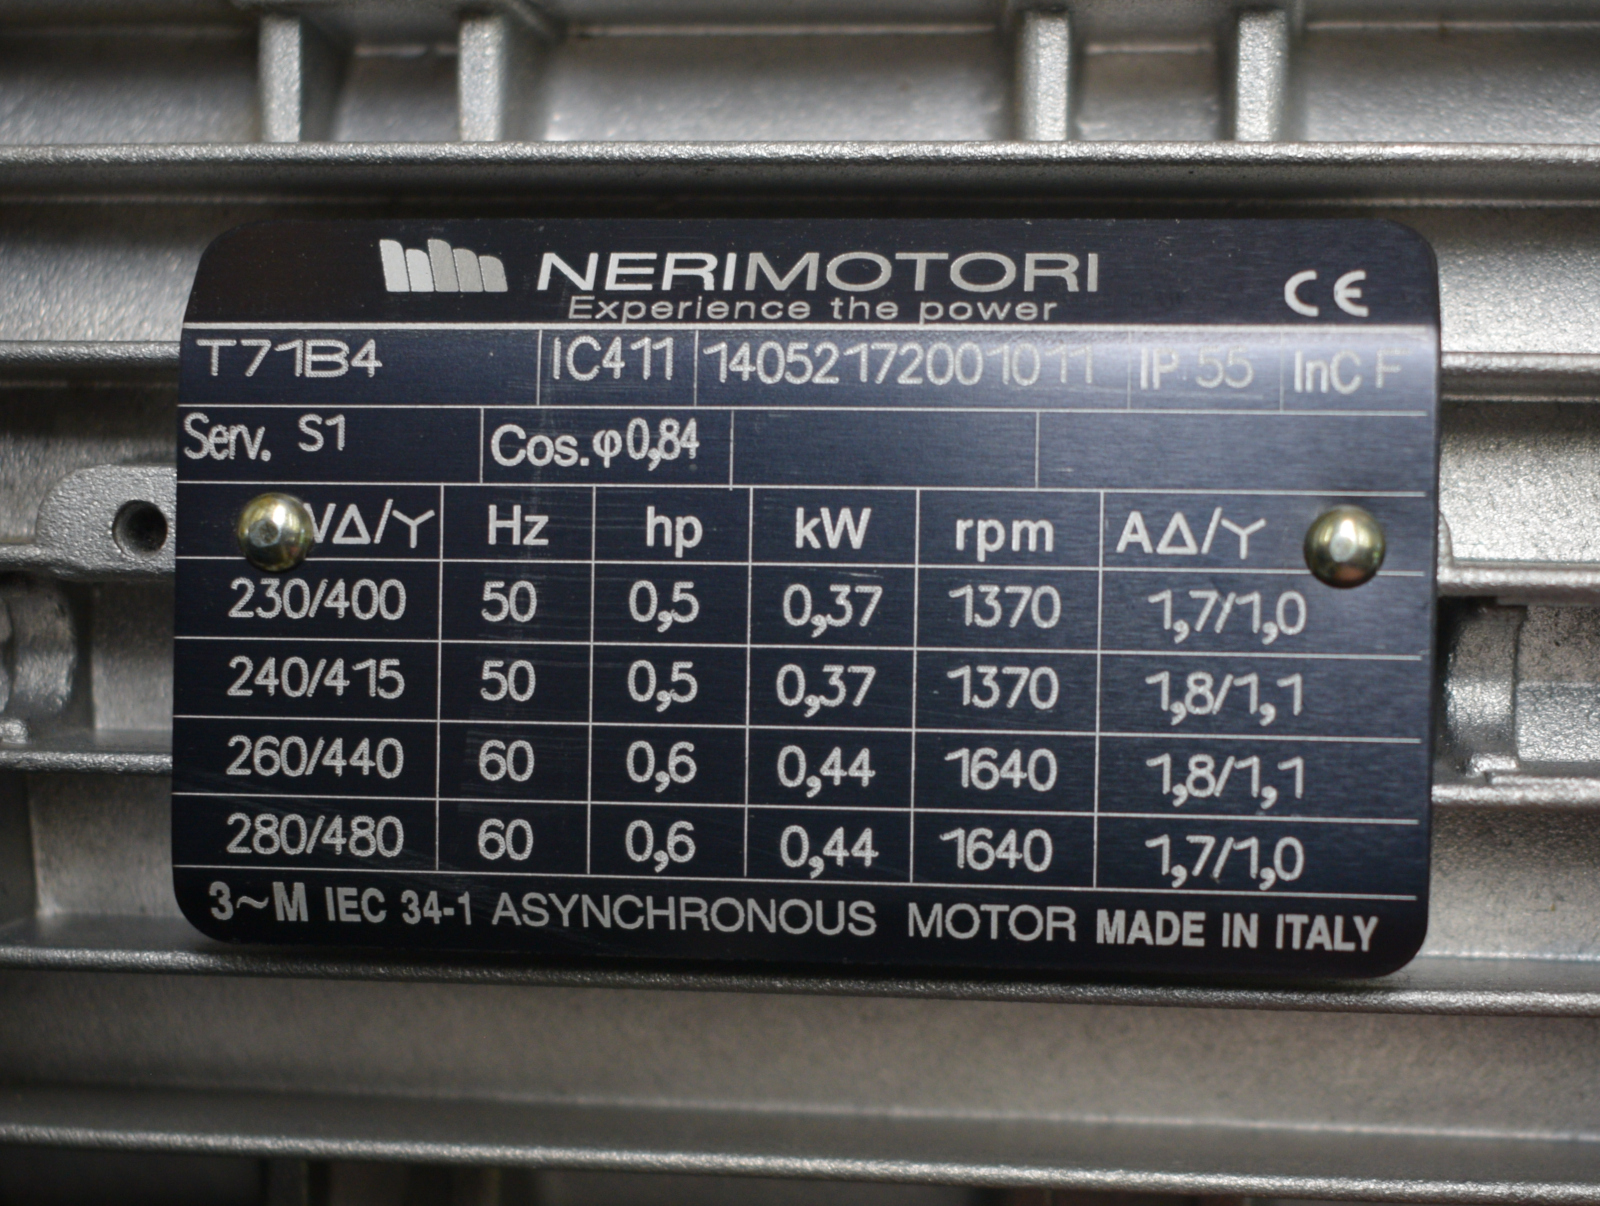 NERIMOTORI
Experience the power
CE
T71B4 IC411 14052172001011 IP 55 InC F
Serv. S1 Cos.φ0,84
VΔ/Y Hz hp kW rpm AΔ/Y
230/400 50 0,5 0,37 1370 1,7/1,0
240/415 50 0,5 0,37 1370 1,8/1,1
260/440 60 0,6 0,44 1640 1,8/1,1
280/480 60 0,6 0,44 1640 1,7/1,0
3~M IEC 34-1 ASYNCHRONOUS MOTOR MADE IN ITALY